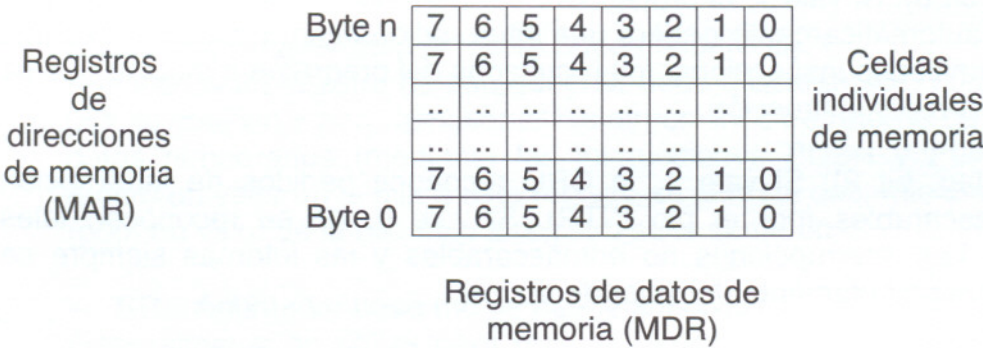 Byte n 7 6 5 4 3 2 1 0
7 6 5 4 3 2 1 0
.. .. .. .. .. .. .. ..
.. .. .. .. .. .. .. ..
7 6 5 4 3 2 1 0
Byte 0 7 6 5 4 3 2 1 0
Registros
de
direcciones
de memoria
(MAR)
Celdas
individuales
de memoria
Registros de datos de
memoria (MDR)